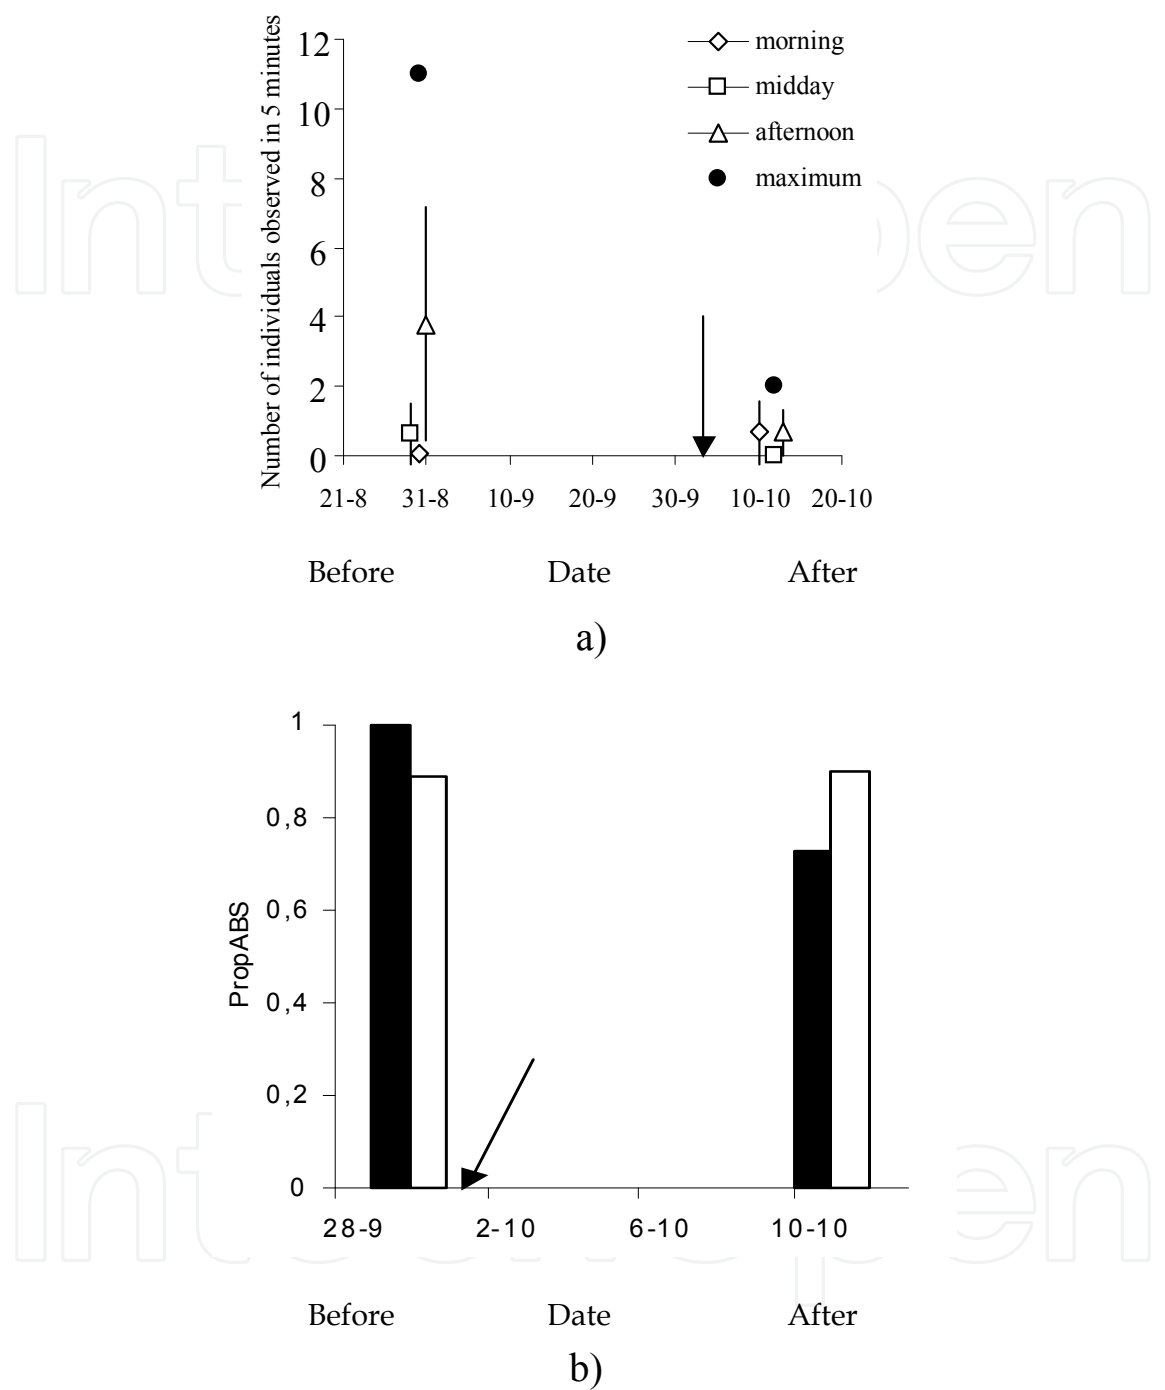 Number of individuals observed in 5 minutes
12
10
8
6
4
2
0
morning
midday
afternoon
maximum
21-8 31-8 10-9 20-9 30-9 10-10 20-10
Before Date After
a)
PropABS
1
0,8
0,6
0,4
0,2
0
28-9 2-10 6-10 10-10
Before Date After
b)